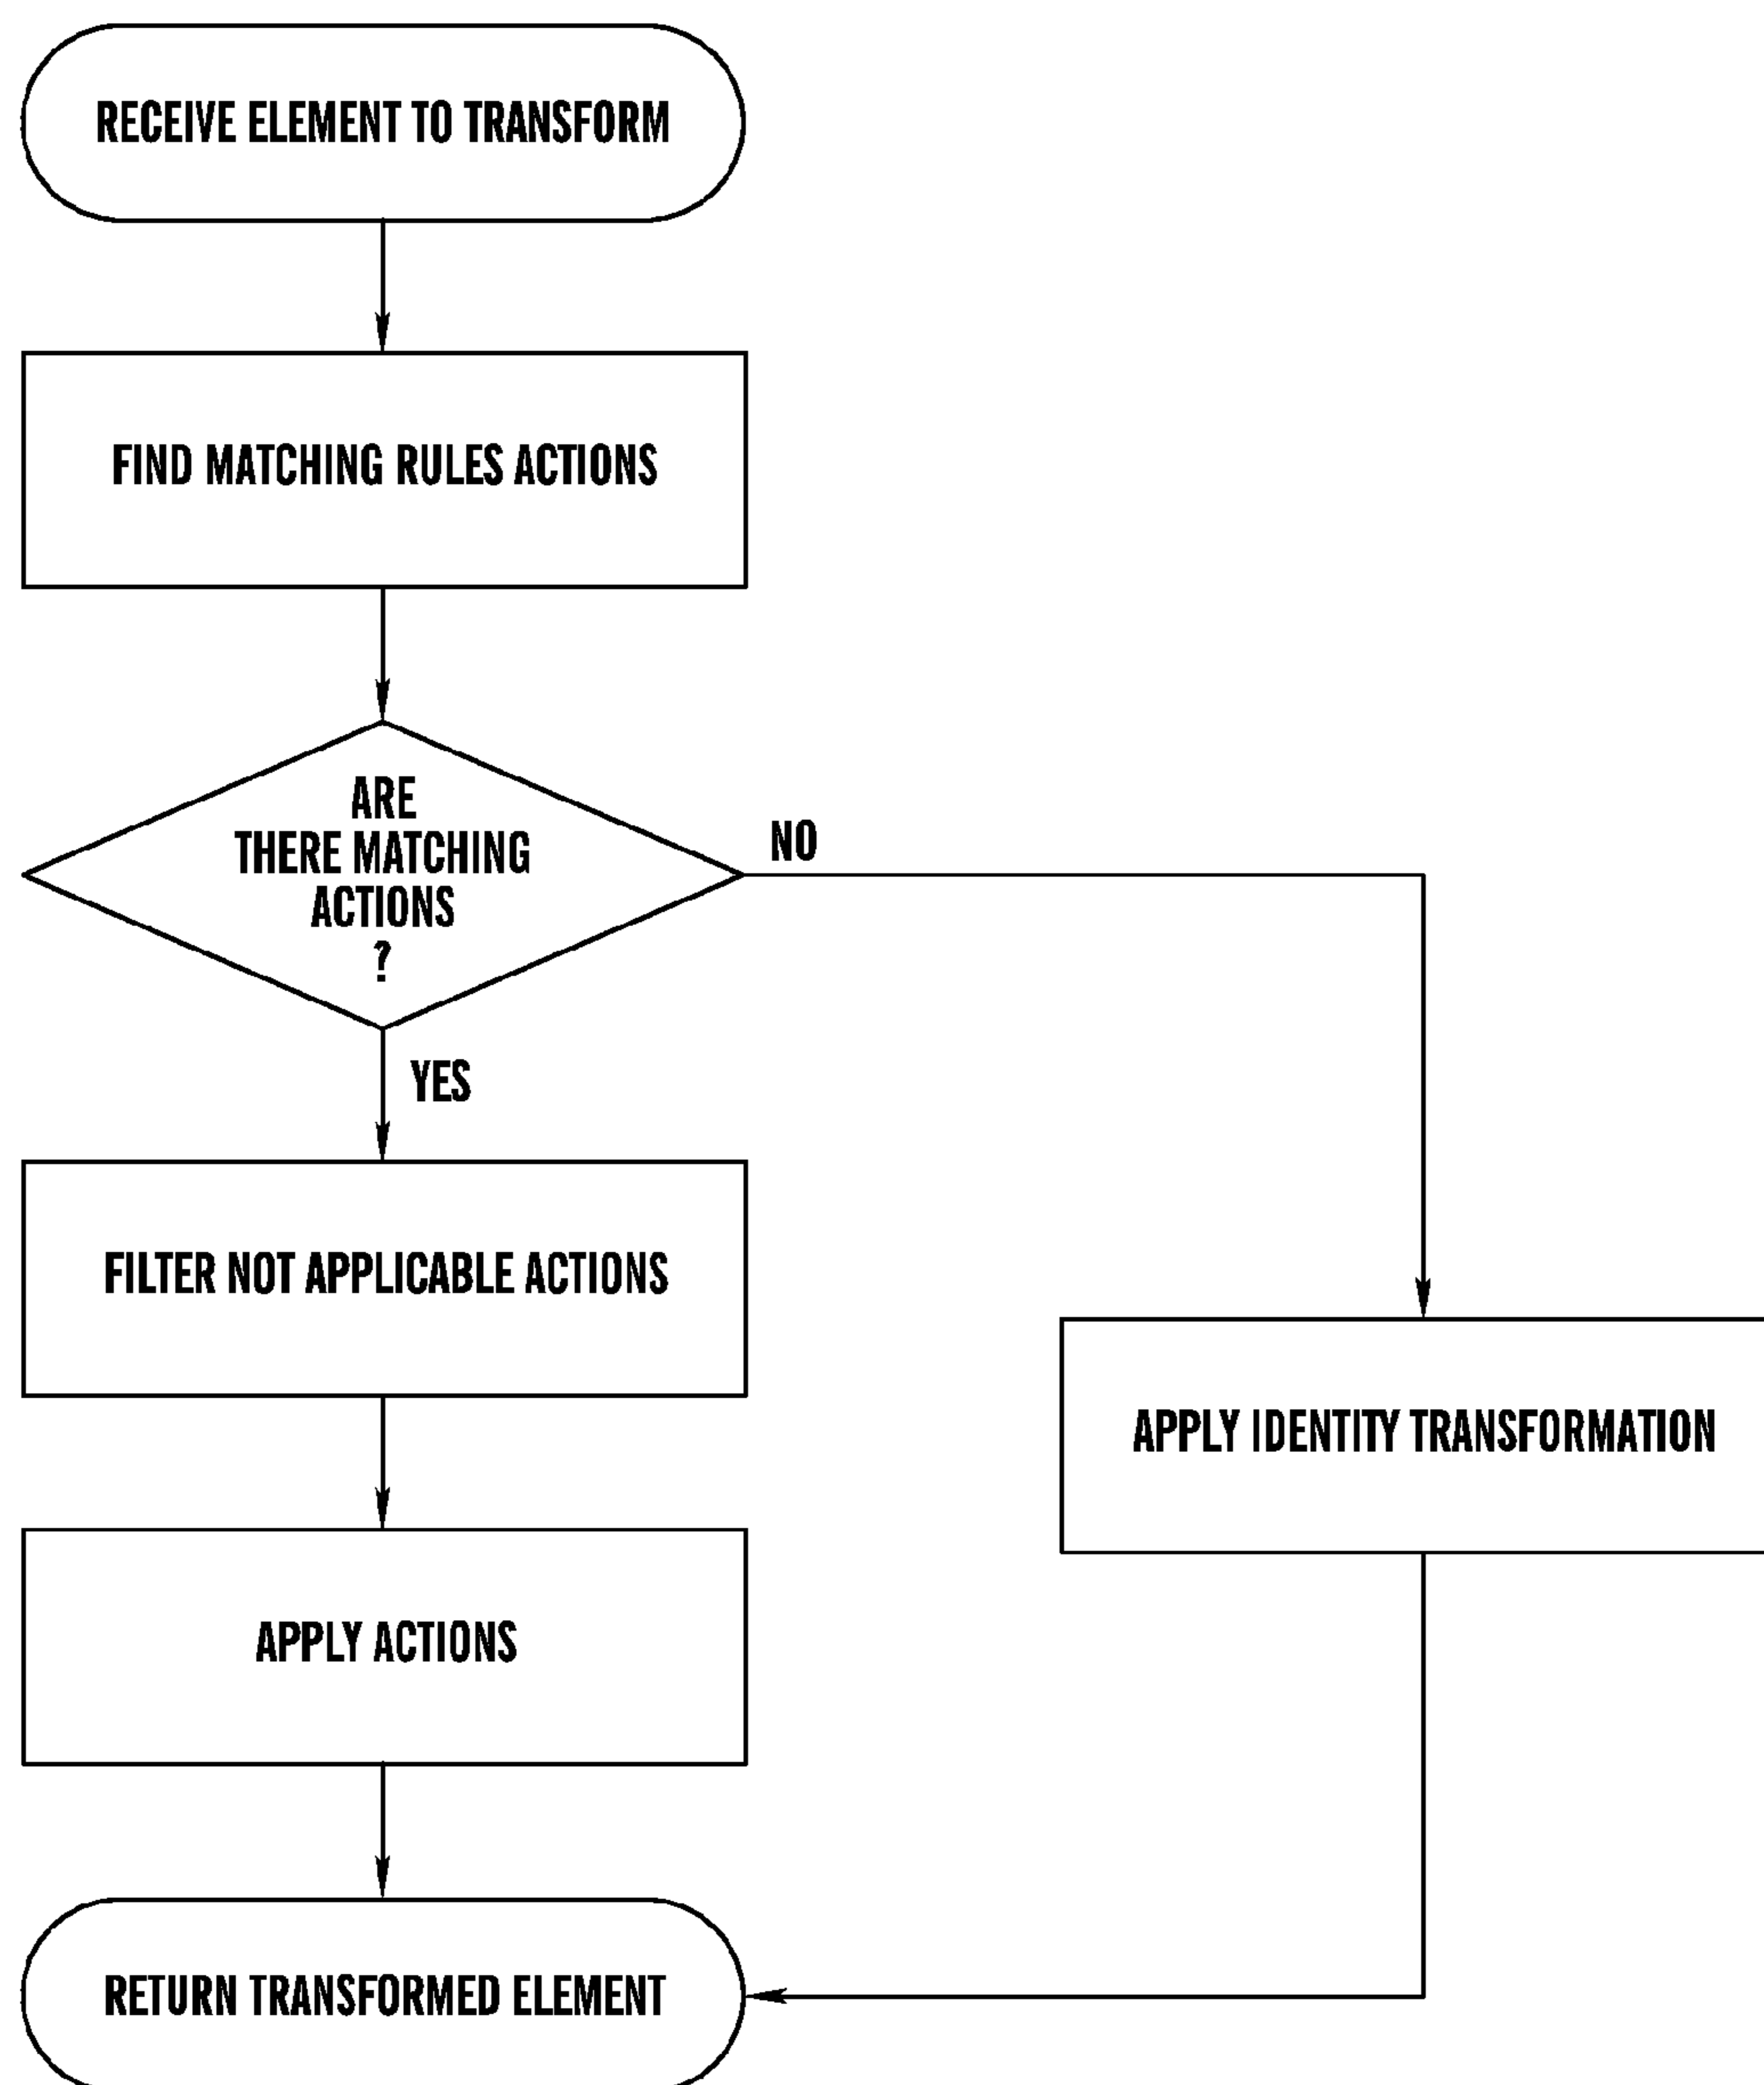 RECEIVE ELEMENT TO TRANSFORM
FIND MATCHING RULES ACTIONS
ARE
THERE MATCHING
ACTIONS
?
NO
YES
FILTER NOT APPLICABLE ACTIONS
APPLY IDENTITY TRANSFORMATION
APPLY ACTIONS
RETURN TRANSFORMED ELEMENT